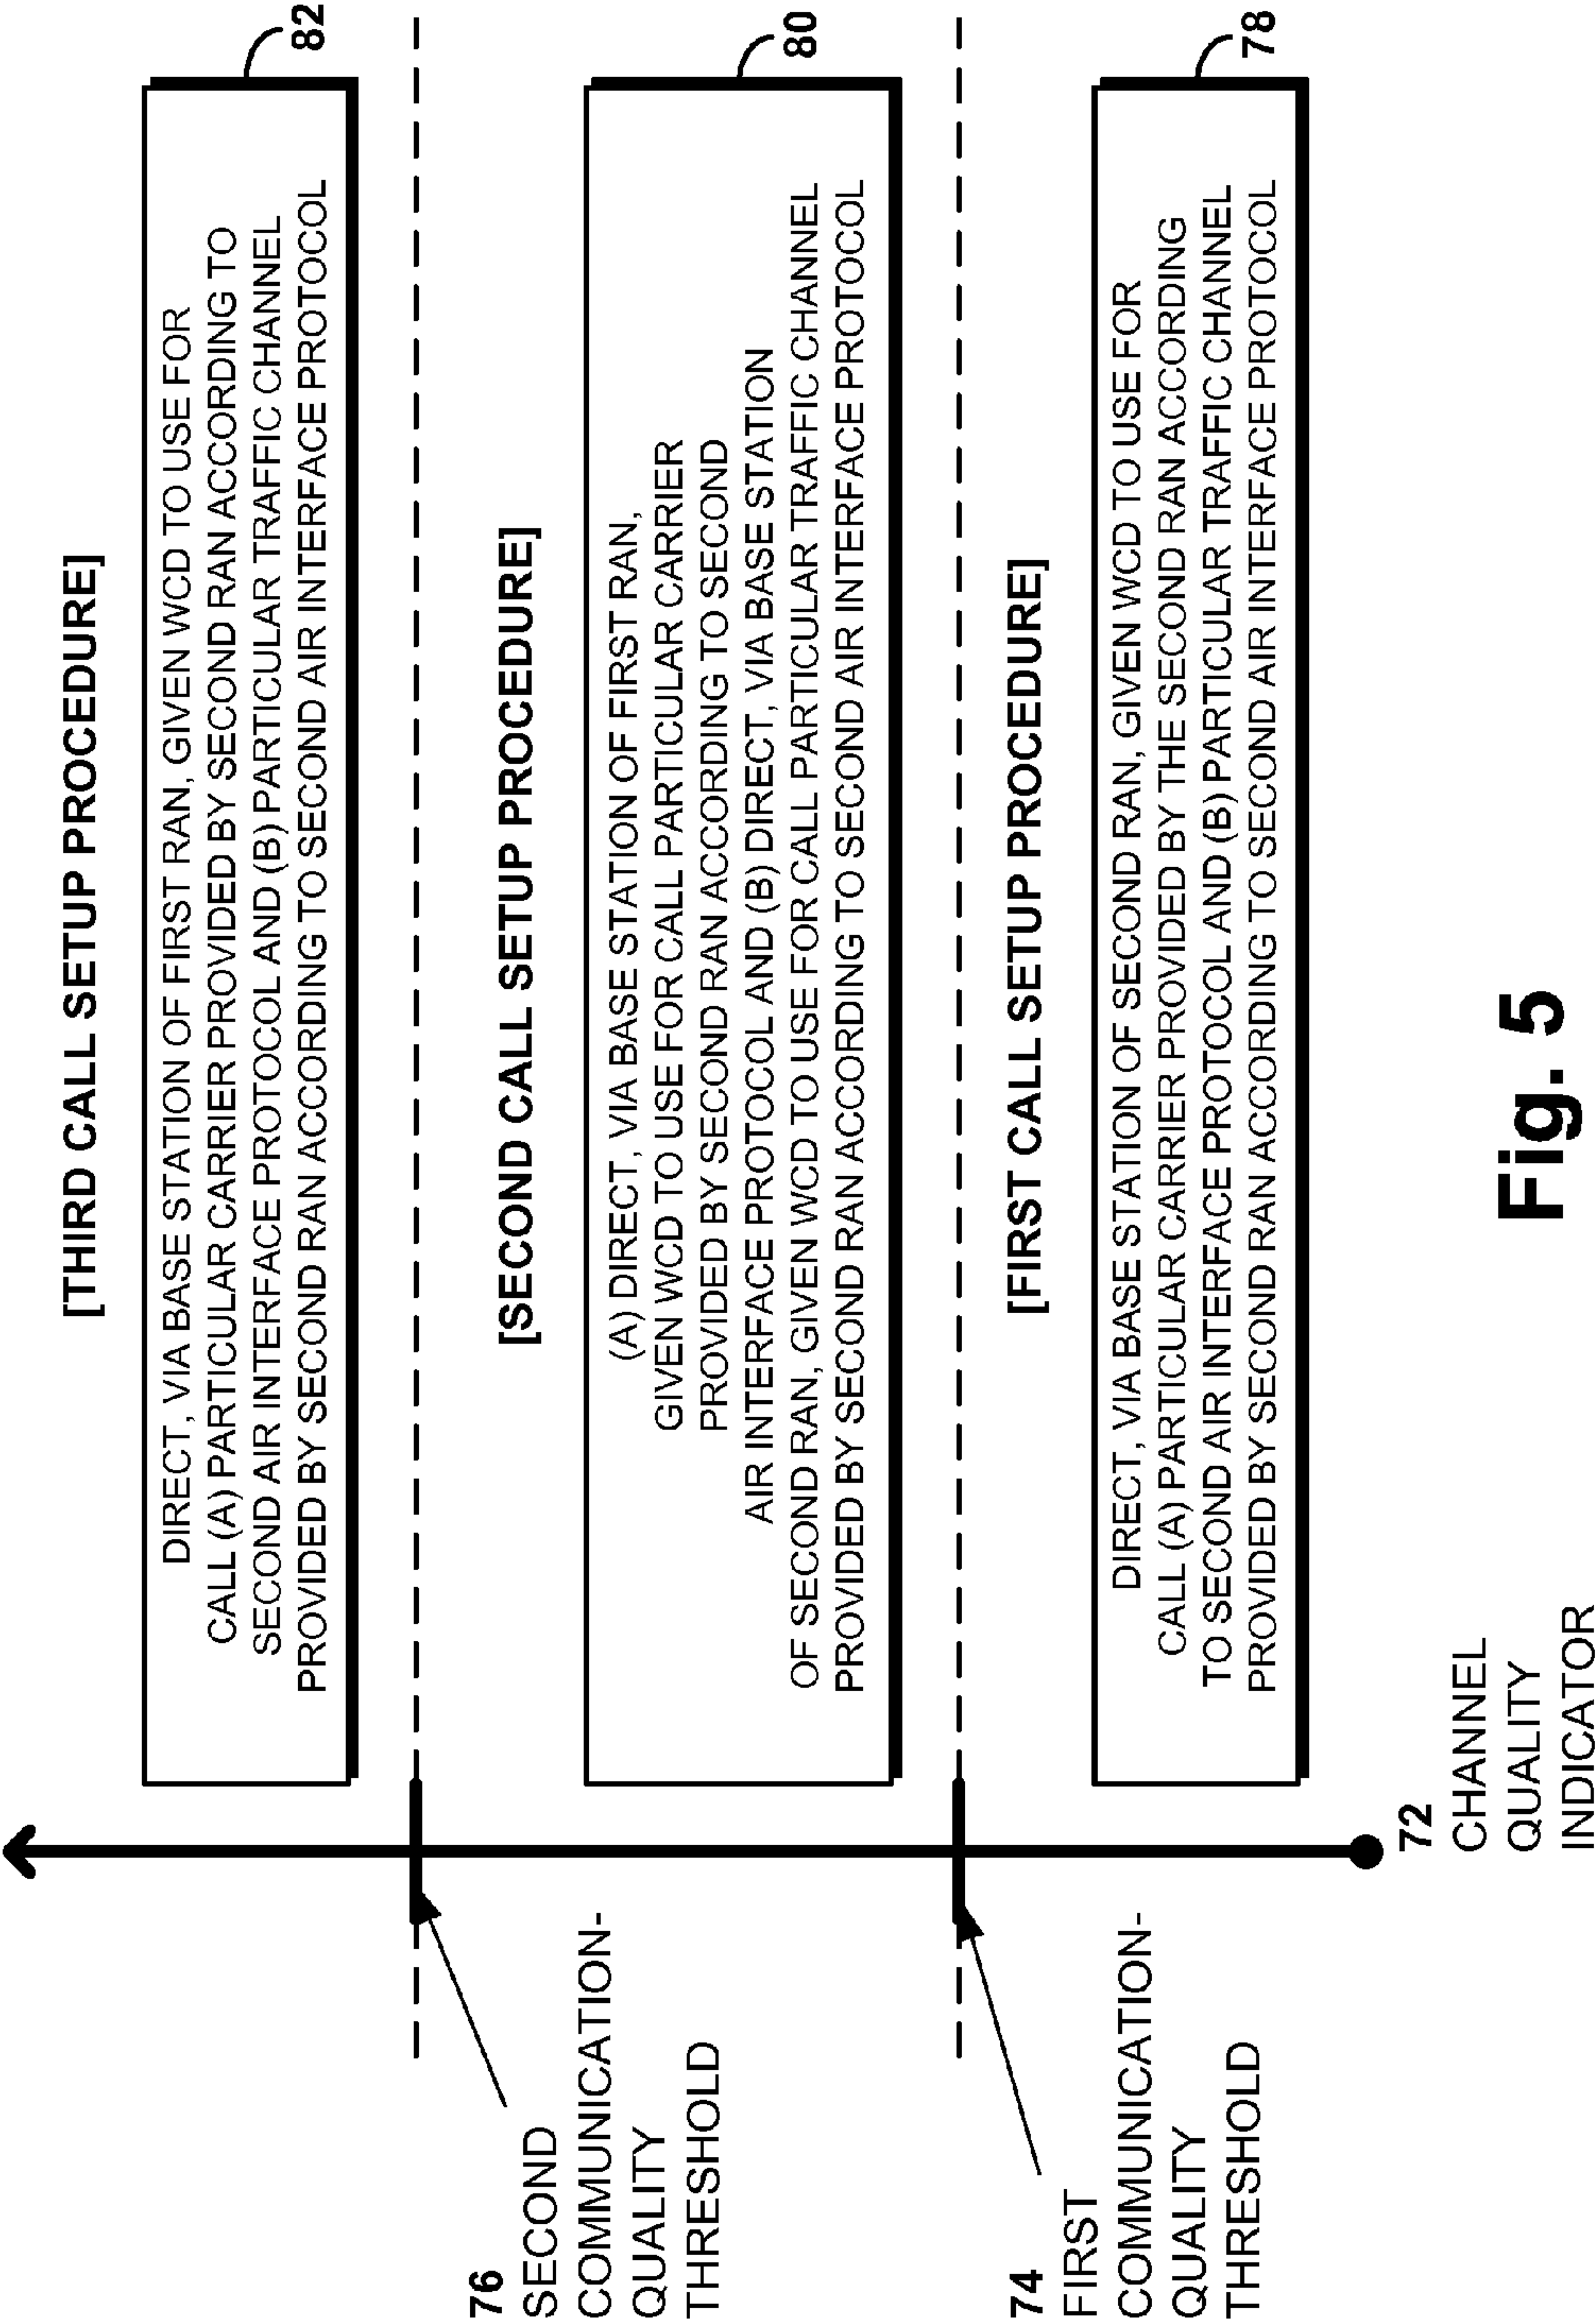 [THIRD CALL SETUP PROCEDURE]
DIRECT, VIA BASE STATION OF FIRST RAN, GIVEN WCD TO USE FOR
CALL (A) PARTICULAR CARRIER PROVIDED BY SECOND RAN ACCORDING TO
SECOND AIR INTERFACE PROTOCOL AND (B) PARTICULAR TRAFFIC CHANNEL
PROVIDED BY SECOND RAN ACCORDING TO SECOND AIR INTERFACE PROTOCOL
82
76
SECOND
COMMUNICATION-
QUALITY
THRESHOLD
[SECOND CALL SETUP PROCEDURE]
(A) DIRECT, VIA BASE STATION OF FIRST RAN,
GIVEN WCD TO USE FOR CALL PARTICULAR CARRIER
PROVIDED BY SECOND RAN ACCORDING TO SECOND
AIR INTERFACE PROTOCOL AND (B) DIRECT, VIA BASE STATION
OF SECOND RAN, GIVEN WCD TO USE FOR CALL PARTICULAR TRAFFIC CHANNEL
PROVIDED BY SECOND RAN ACCORDING TO SECOND AIR INTERFACE PROTOCOL
80
74
FIRST
COMMUNICATION-
QUALITY
THRESHOLD
[FIRST CALL SETUP PROCEDURE]
DIRECT, VIA BASE STATION OF SECOND RAN, GIVEN WCD TO USE FOR
CALL (A) PARTICULAR CARRIER PROVIDED BY THE SECOND RAN ACCORDING
TO SECOND AIR INTERFACE PROTOCOL AND (B) PARTICULAR TRAFFIC CHANNEL
PROVIDED BY SECOND RAN ACCORDING TO SECOND AIR INTERFACE PROTOCOL
78
72
CHANNEL
QUALITY
INDICATOR
Fig. 5